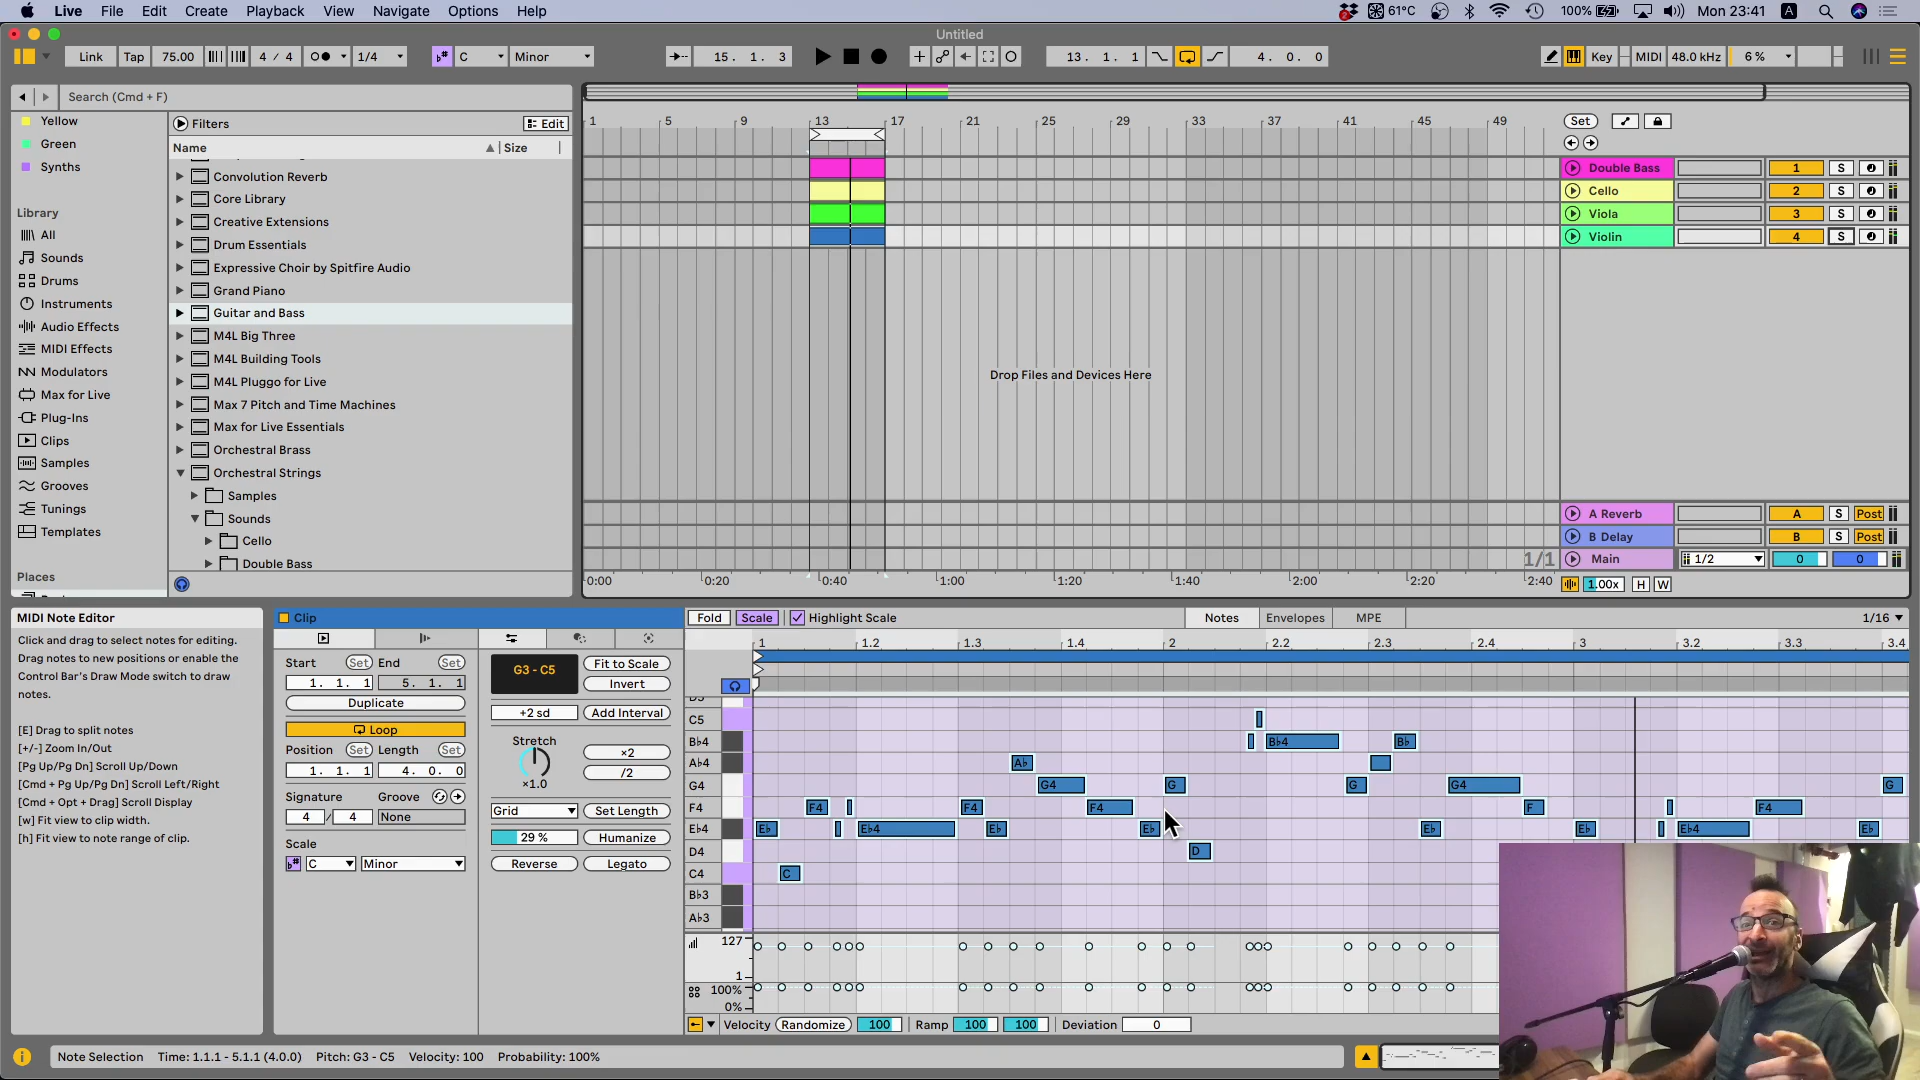 Live File Edit Create Playback View Navigate Options Help
61°C 100% Mon 23:41 A
Untitled
Link Tap 75.00 4 / 4 1/4 C Minor
15. 1. 3
13. 1. 1 4. 0. 0
Key MIDI 48.0 kHz 6 %
Search (Cmd + F)
Yellow
Green
Synths
Library
All
Sounds
Drums
Instruments
Audio Effects
MIDI Effects
Modulators
Max for Live
Plug-Ins
Clips
Samples
Grooves
Tunings
Templates
Places
Filters Edit
Name Size
Convolution Reverb
Core Library
Creative Extensions
Drum Essentials
Expressive Choir by Spitfire Audio
Grand Piano
Guitar and Bass
M4L Big Three
M4L Building Tools
M4L Pluggo for Live
Max 7 Pitch and Time Machines
Max for Live Essentials
Orchestral Brass
Orchestral Strings
Samples
Sounds
Cello
Double Bass
1 5 9 13 17 21 25 29 33 37 41 45 49
Set
Double Bass 1 S
Cello 2 S
Viola 3 S
Violin 4 S
Drop Files and Devices Here
A Reverb A S Post
B Delay B S Post
1/1 Main 1/2 0 0
0:00 0:20 0:40 1:00 1:20 1:40 2:00 2:20 2:40
1.00x H W
MIDI Note Editor
Click and drag to select notes for editing.
Drag notes to new positions or enable the
Control Bar's Draw Mode switch to draw
notes.
[E] Drag to split notes
[+/-] Zoom In/Out
[Pg Up/Pg Dn] Scroll Up/Down
[Cmd + Pg Up/Pg Dn] Scroll Left/Right
[Cmd + Opt + Drag] Scroll Display
[w] Fit view to clip width.
[h] Fit view to note range of clip.
Clip
Start Set End Set
1. 1. 1 5. 1. 1
Duplicate
Loop
Position Set Length Set
1. 1. 1 4. 0. 0
Signature Groove
4 / 4 None
Scale
C Minor
G3 - C5 Fit to Scale
Invert
+2 sd Add Interval
Stretch
×2
/2
×1.0
Grid Set Length
29 % Humanize
Reverse Legato
Fold Scale Highlight Scale Notes Envelopes MPE 1/16
1 1.2 1.3 1.4 2 2.2 2.3 2.4 3 3.2 3.3 3.4
C5
B♭4 B♭4 B♭
A♭4 A♭
G4 G4 G G G4 G
F4 F4 F4 F4 F F4
E♭4 E♭ E♭4 E♭ E♭ E♭ E♭ E♭4 E♭
D4 D
C4 C
B♭3
A♭3
127
1
100%
0%
Velocity Randomize 100 Ramp 100 100 Deviation 0
Note Selection Time: 1.1.1 - 5.1.1 (4.0.0) Pitch: G3 - C5 Velocity: 100 Probability: 100%